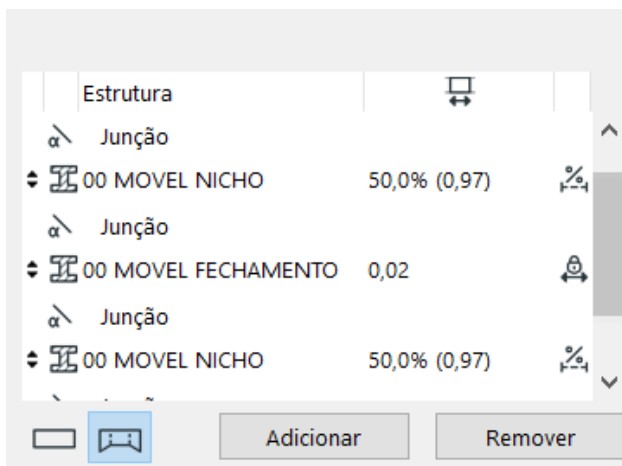 Estrutura
Junção
00 MOVEL NICHO 50,0% (0,97)
Junção
00 MOVEL FECHAMENTO 0,02
Junção
00 MOVEL NICHO 50,0% (0,97)
Adicionar Remover